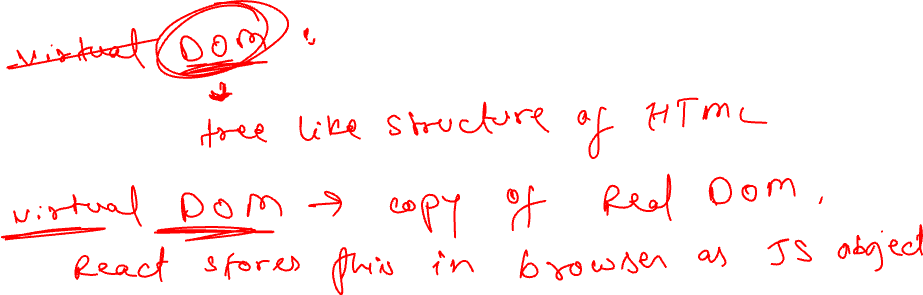 virtual DOM :
tree like structure of HTML
virtual DOM → copy of Real DOM,
React stores this in browser as JS object